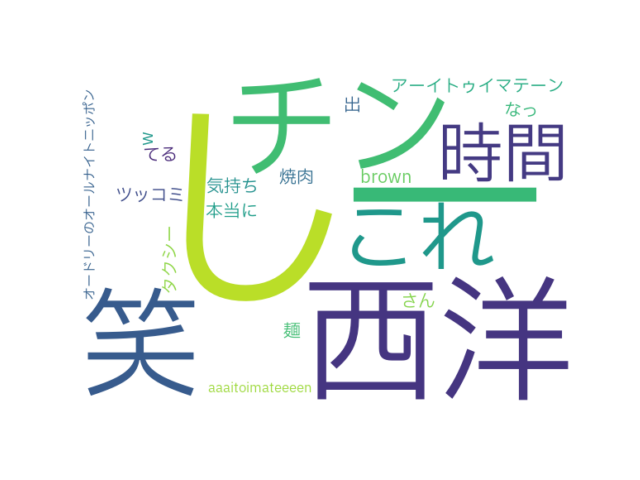 チン
出
アーイトゥイマテーン
なっ
時間
w
てる
し
気持ち
焼肉
brown
ツッコミ
本当に
これ
オードリーのオールナイトニッポン
タクシー
笑
西洋
さん
麺
aaaitoimateeeen